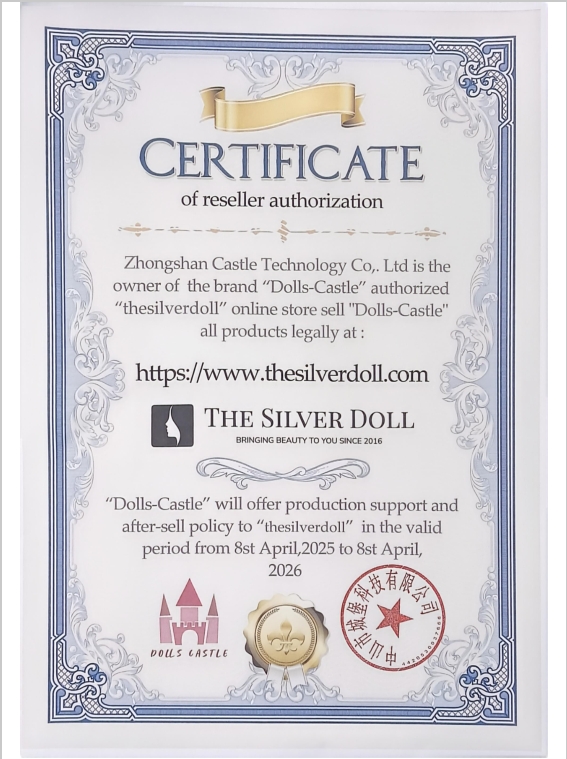 CERTIFICATE
of reseller authorization
Zhongshan Castle Technology Co,. Ltd is the
owner of the brand “Dolls-Castle” authorized
“thesilverdoll” online store sell "Dolls-Castle"
all products legally at :
https://www.thesilverdoll.com
THE SILVER DOLL
BRINGING BEAUTY TO YOU SINCE 2016
“Dolls-Castle” will offer production support and
after-sell policy to “thesilverdoll” in the valid
period from 8st April,2025 to 8st April,
2026
DOLLS CASTLE
中山市城堡科技有限公司